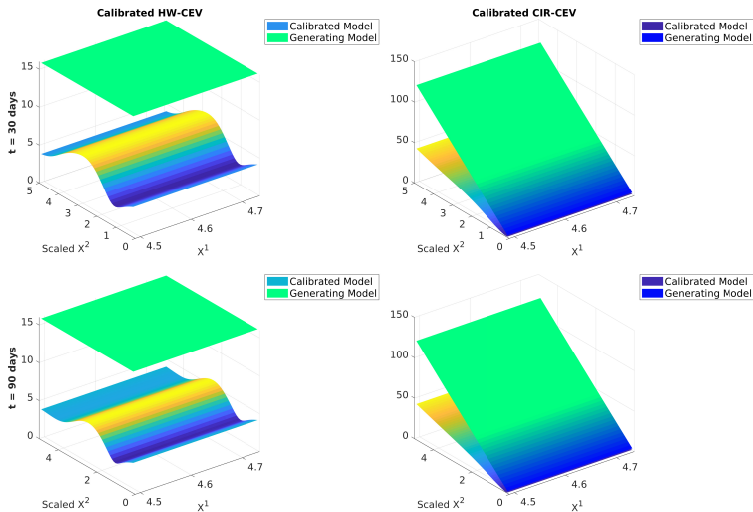 Calibrated HW-CEV
Calibrated Model
Generating Model
t = 30 days
15
10
5
0
5
4
3
2
1
0
Scaled X²
4.5
4.6
4.7
X¹
Calibrated CIR-CEV
Calibrated Model
Generating Model
150
100
50
0
5
4
3
2
1
0
Scaled X²
4.5
4.6
4.7
X¹
Calibrated Model
Generating Model
t = 90 days
15
10
5
0
4
2
0
Scaled X²
4.5
4.6
4.7
X¹
Calibrated Model
Generating Model
150
100
50
0
4
2
0
Scaled X²
4.5
4.6
4.7
X¹